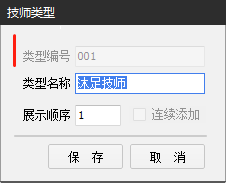 技师类型
类型编号 001
类型名称 沐足技师
展示顺序 1 连续添加
保 存 取 消